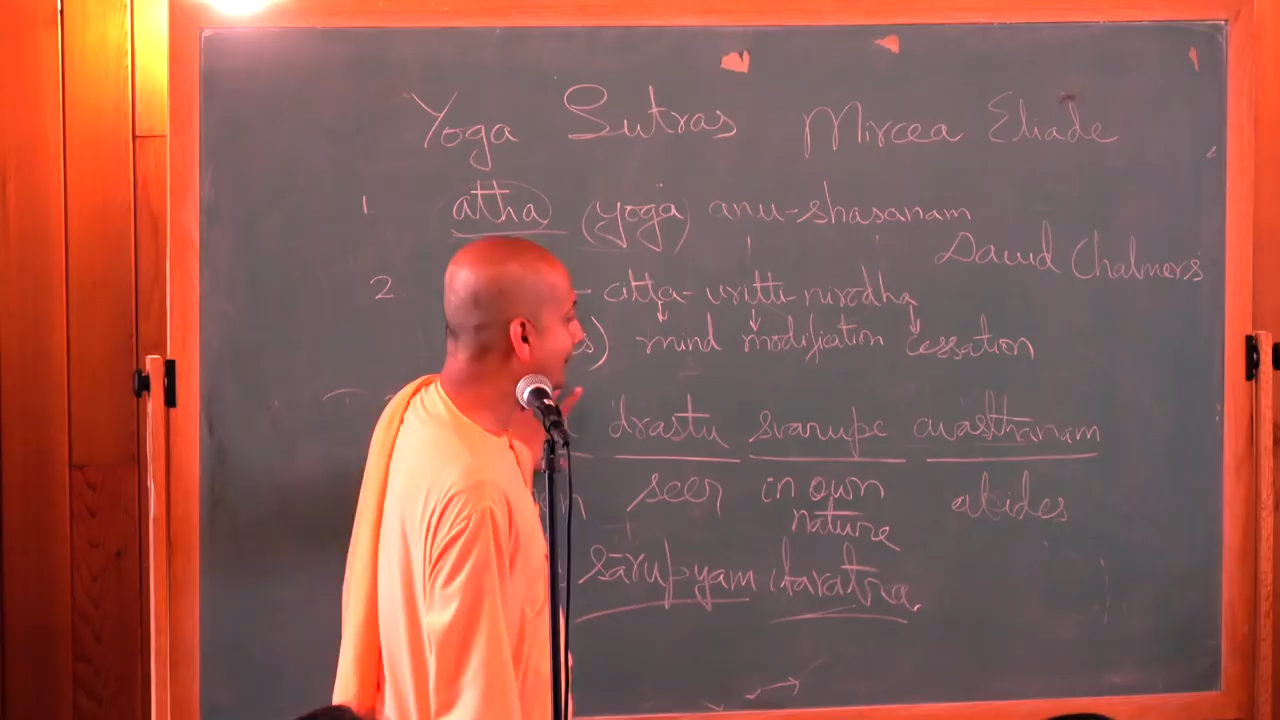 Yoga Sutras Mircea Eliade
1. atha (yoga) anu-shasanam
David Chalmers
2 - citta-vritti-nirodha
s) mind modification cessation
drastu svarupe avasthanam
seer in own abides
nature
sārupyam itaratra